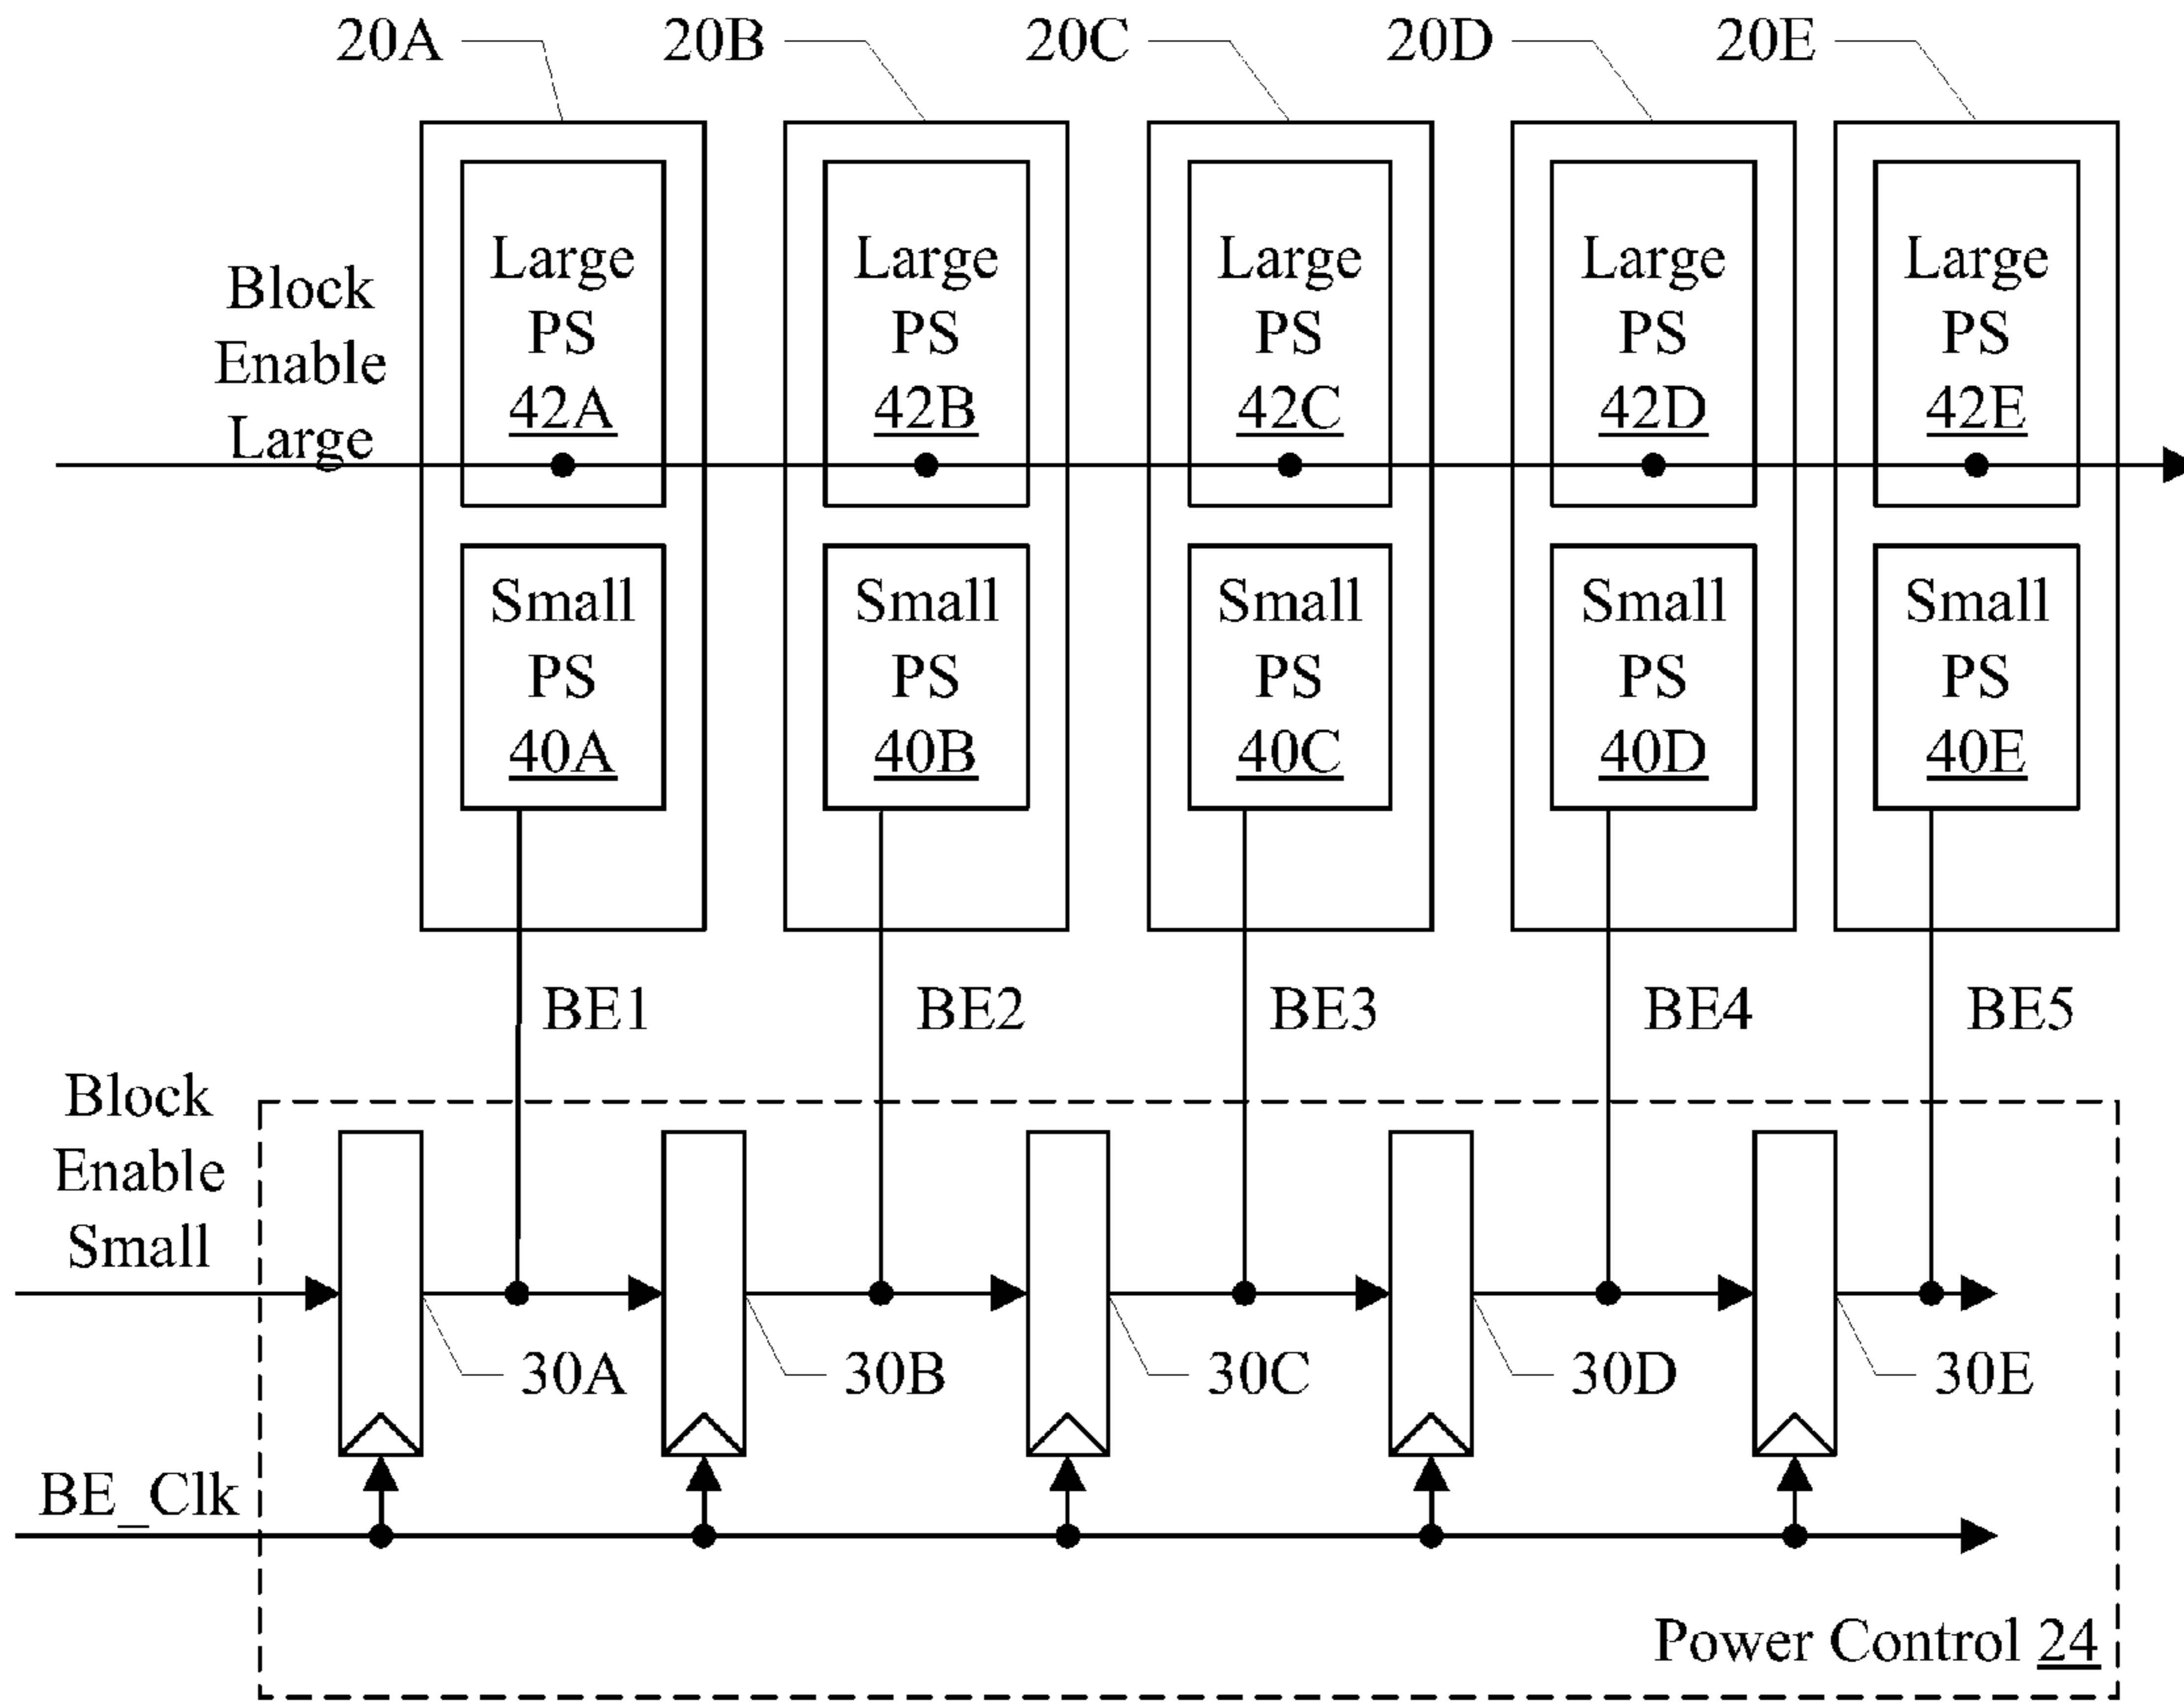 20A 20B 20C 20D 20E
Block
Enable
Large
Large
PS
42A
Large
PS
42B
Large
PS
42C
Large
PS
42D
Large
PS
42E
Small
PS
40A
Small
PS
40B
Small
PS
40C
Small
PS
40D
Small
PS
40E
BE1 BE2 BE3 BE4 BE5
Block
Enable
Small
30A 30B 30C 30D 30E
BE_Clk
Power Control 24